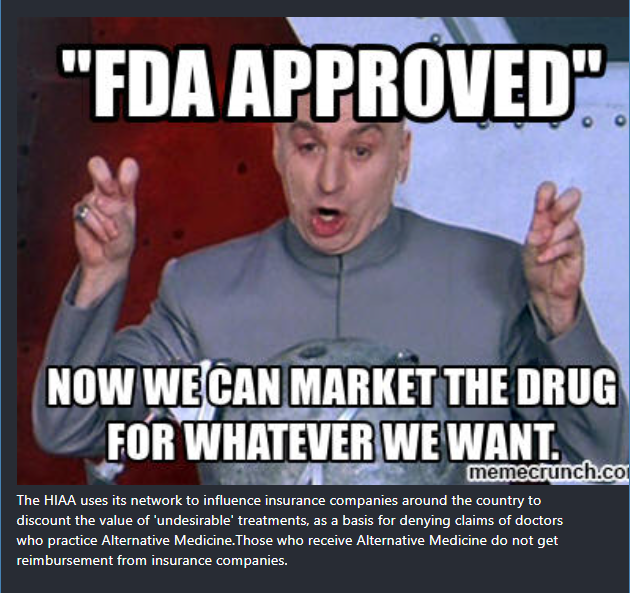 "FDA APPROVED"
NOW WE CAN MARKET THE DRUG
FOR WHATEVER WE WANT.
memecrunch.co
The HIAA uses its network to influence insurance companies around the country to
discount the value of 'undesirable' treatments, as a basis for denying claims of doctors
who practice Alternative Medicine.Those who receive Alternative Medicine do not get
reimbursement from insurance companies.